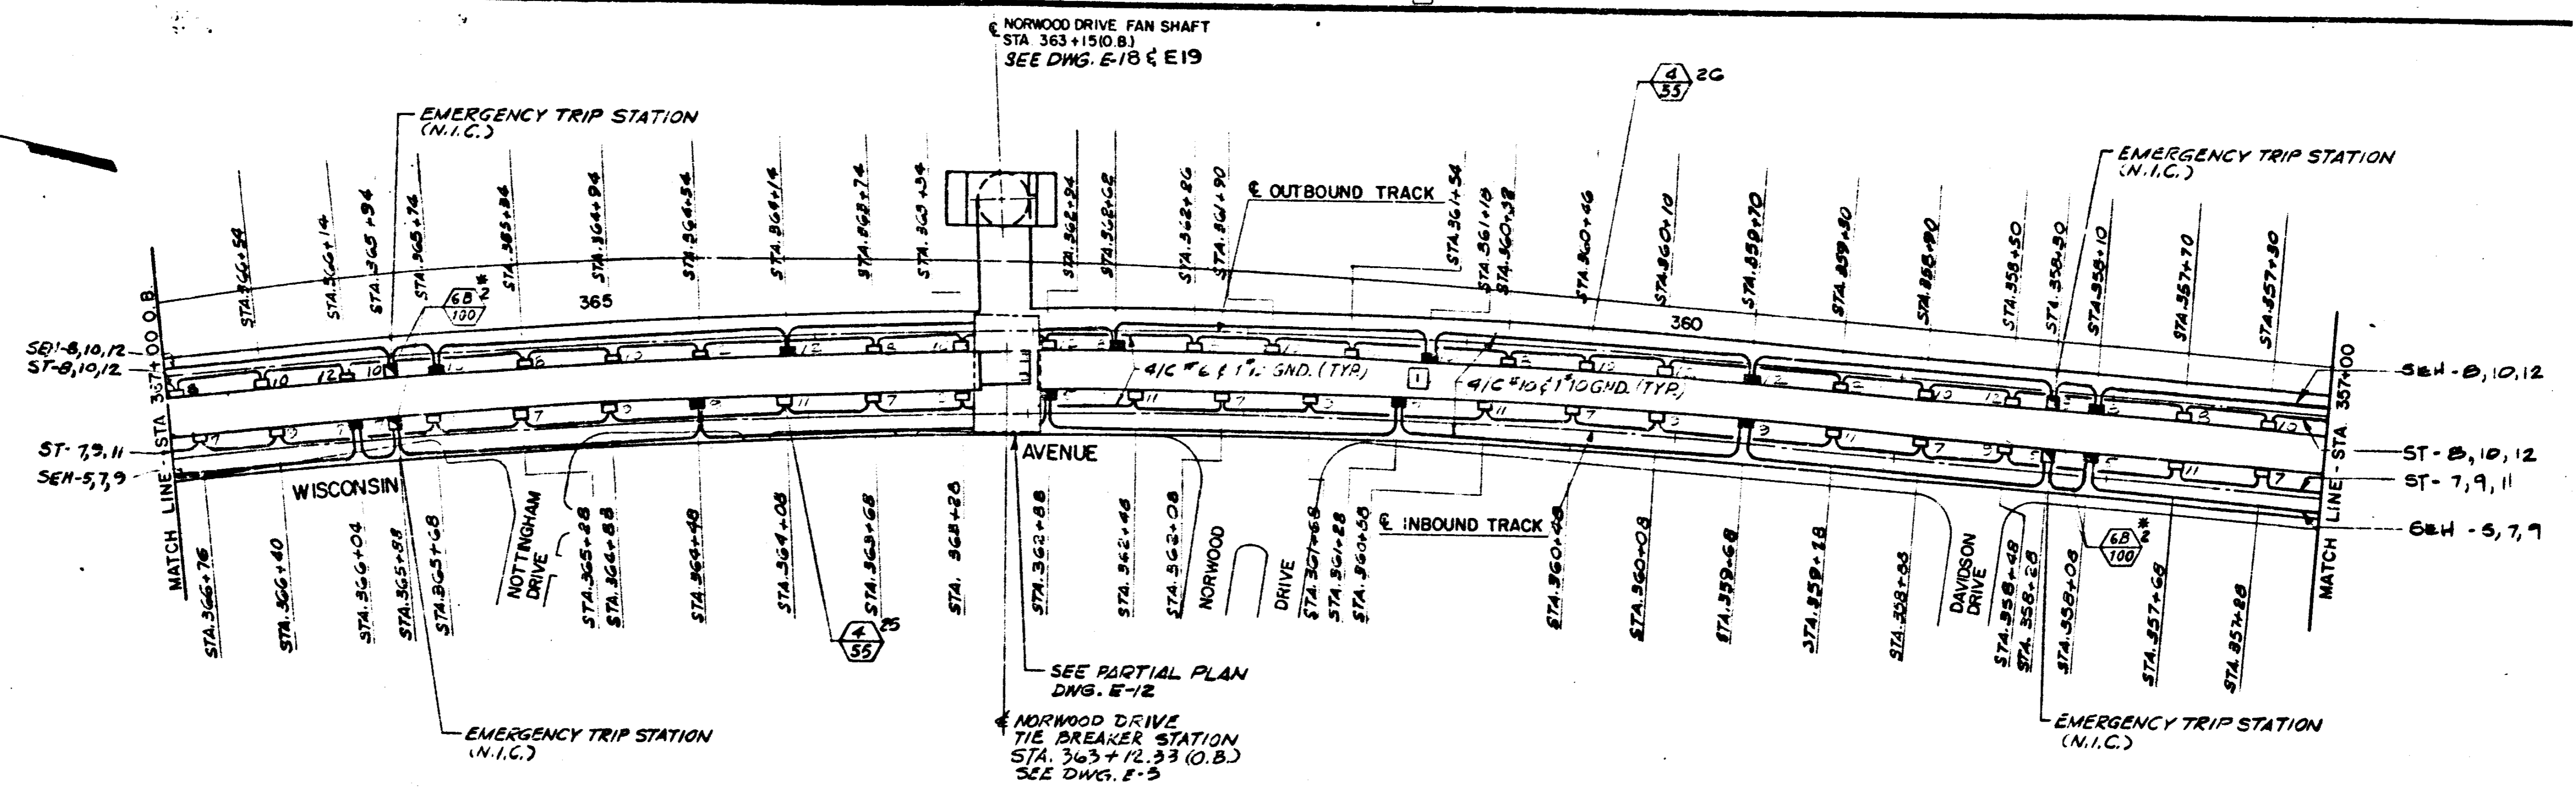 ℄ NORWOOD DRIVE FAN SHAFT
STA. 363+15(O.B.)
SEE DWG. E-18 & E19
4
55
26
EMERGENCY TRIP STATION
(N.I.C.)
EMERGENCY TRIP STATION
(N.I.C.)
STA.366+54
STA.366+14
STA.365+94
STA.365+74
STA.364+94
STA.364+54
STA.364+14
STA.363+74
STA.363+34
STA.362+94
STA.362+62
STA.362+26
STA.361+90
℄ OUTBOUND TRACK
STA.361+54
STA.360+46
STA.360+10
STA.359+70
STA.359+30
STA.358+90
STA.358+50
STA.358+30
STA.358+10
STA.357+70
STA.357+30
MATCH LINE-STA 367+00 O.B.
6B
100
2*
365
360
SEH-8,10,12
ST-8,10,12
8
10
12
10
4/C #6 & 1#10 GND. (TYP.)
1
4/C #10 & 1#10 GND. (TYP.)
SEH-8,10,12
MATCH LINE-STA. 357+00
ST-8,10,12
ST-7,9,11
SEH-5,7,9
ST-7,9,11
SEH-5,7,9
WISCONSIN
AVENUE
NOTTINGHAM
DRIVE
NORWOOD
DRIVE
℄ INBOUND TRACK
DAVIDSON
DRIVE
6B
100
2*
STA.366+76
STA.366+40
STA.366+04
STA.365+88
STA.365+68
STA.365+28
STA.364+88
STA.364+48
STA.364+08
STA.363+68
STA. 363+28
STA.362+88
STA.362+48
STA.362+08
STA.361+68
STA.361+28
STA.360+48
STA.360+08
STA.359+68
STA.359+28
STA.358+88
STA.358+48
STA.358+28
STA.358+08
STA.357+68
STA.357+28
4
55
25
SEE PARTIAL PLAN
DWG. E-12
℄ NORWOOD DRIVE
TIE BREAKER STATION
STA. 363+12.33 (O.B.)
SEE DWG. E-5
EMERGENCY TRIP STATION
(N.I.C.)
EMERGENCY TRIP STATION
(N.I.C.)